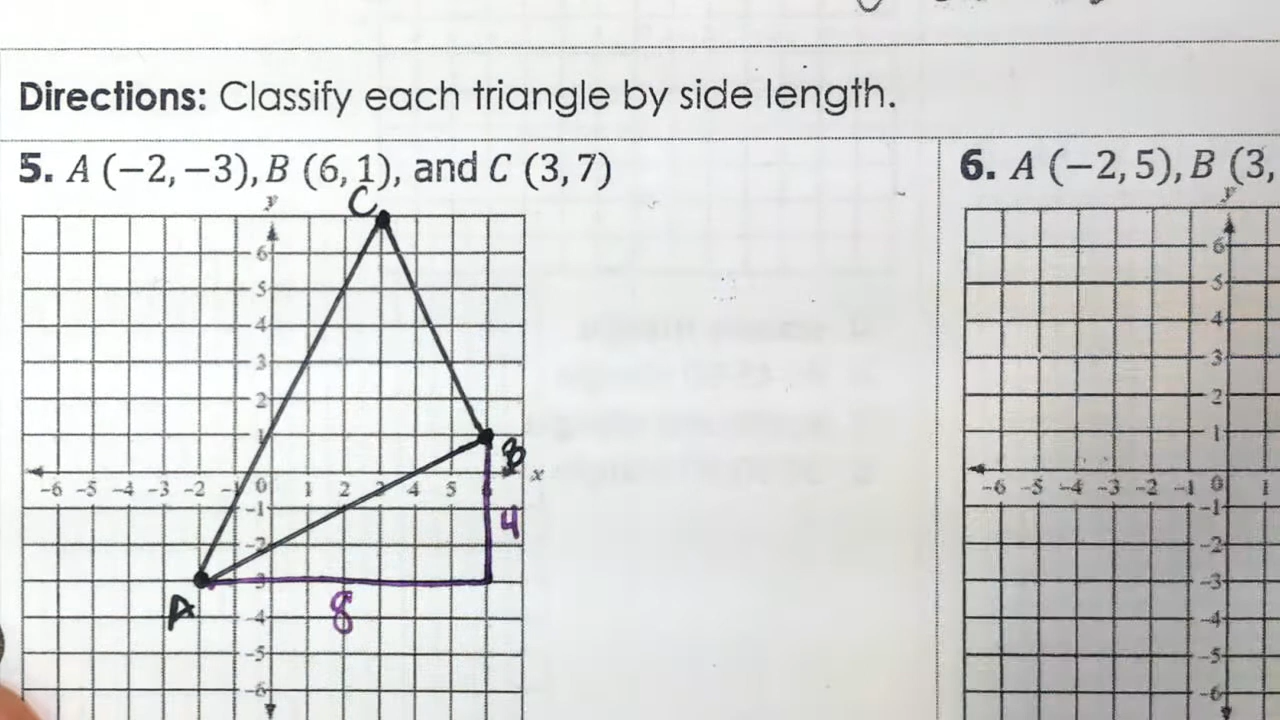 Directions: Classify each triangle by side length.
5. A (−2, −3), B (6, 1), and C (3, 7)
6. A (−2, 5), B (3,
C
y
y
6
5
4
3
2
1
B
x
-6 -5 -4 -3 -2 -1 0 1 2 3 4 5 6
-1
-2
-3
-4
-5
-6
4
A
8
6
5
4
3
2
1
-6 -5 -4 -3 -2 -1 0 1
-1
-2
-3
-4
-5
-6